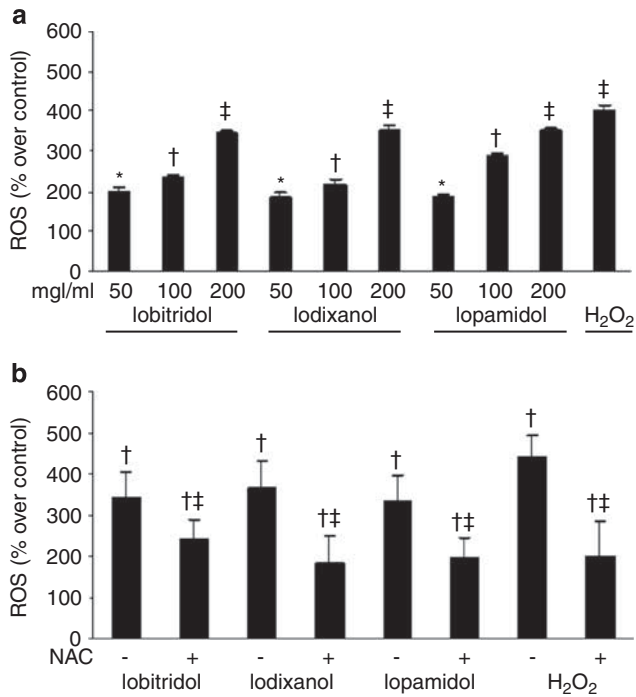 a
ROS (% over control)
600
500
400
300
200
100
0
* † ‡ * † ‡ * † ‡ ‡
mgI/ml 50 100 200 50 100 200 50 100 200
Iobitridol Iodixanol Iopamidol H₂O₂
b
ROS (% over control)
600
500
400
300
200
100
0
† †‡ † †‡ † †‡ † †‡
NAC - + - + - + - +
Iobitridol Iodixanol Iopamidol H₂O₂